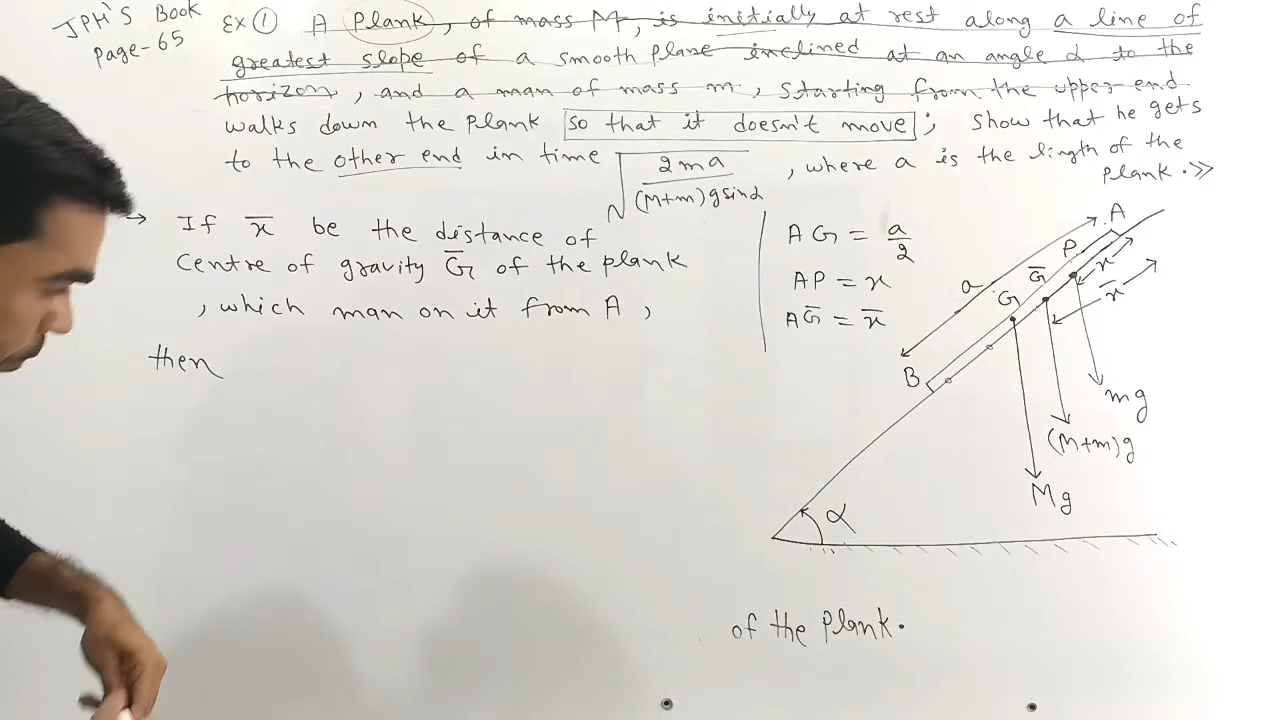 JPH'S Book
Page-65
Ex ① A Plank, of mass M, is initially at rest along a line of
greatest slope of a smooth plane inclined at an angle α to the
horizon, and a man of mass m, starting from the upper end
walks down the plank so that it doesn't move; show that he gets
to the other end in time √(2ma/(M+m)g sinα), where a is the length of the
plank.>>
→ If x̄ be the distance of
centre of gravity Ḡ of the plank
, which man on it from A,
then
AG = a/2
AP = x
AḠ = x̄
A
P
x
Ḡ
a
G
x̄
B
mg
(M+m)g
Mg
α
of the plank.